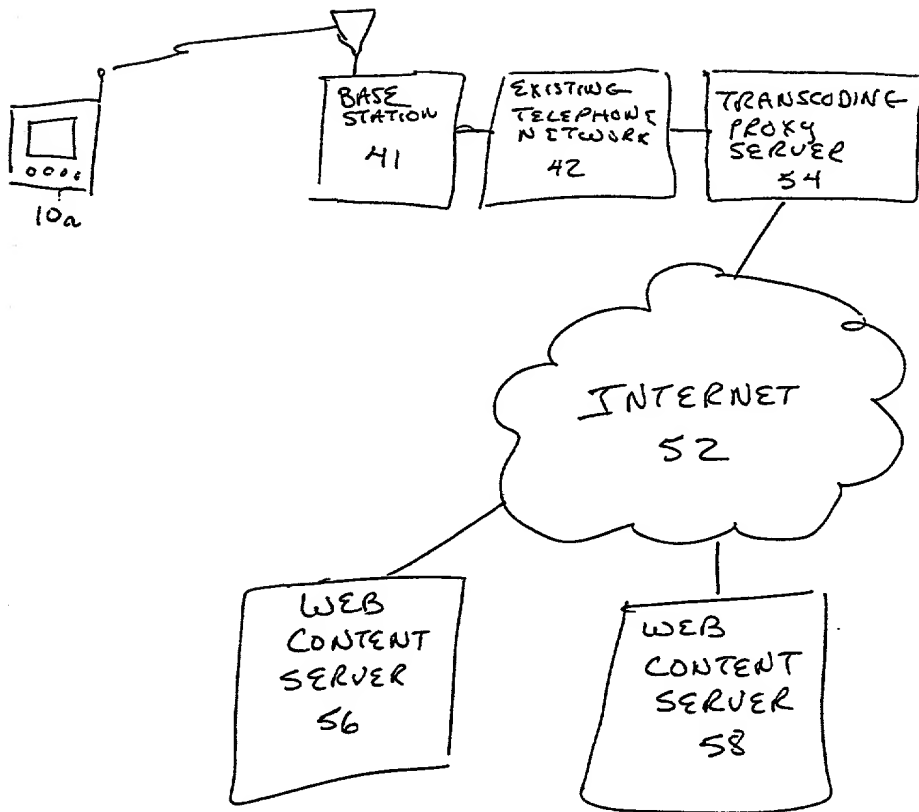 BASE
STATION
41
EXISTING
TELEPHONE
NETWORK
42
TRANSCODING
PROXY
SERVER
54
10a
INTERNET
52
WEB
CONTENT
SERVER
56
WEB
CONTENT
SERVER
58